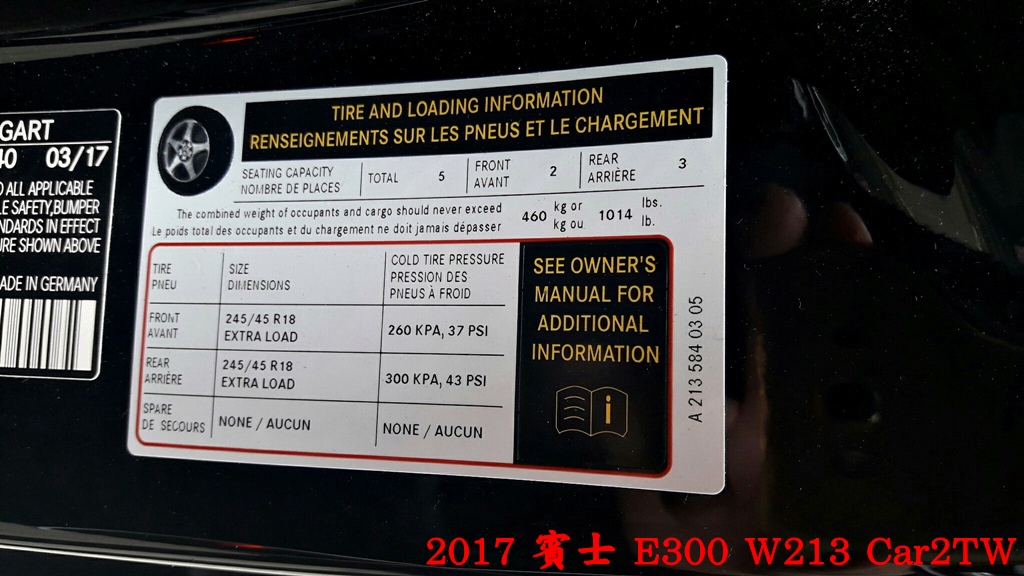 GART
40 03/17
ALL APPLICABLE
SAFETY,BUMPER
IN EFFECT
SHOWN ABOVE
IN GERMANY
TIRE AND LOADING INFORMATION
RENSEIGNEMENTS SUR LES PNEUS ET LE CHARGEMENT
SEATING CAPACITY
NOMBRE DE PLACES
TOTAL 5
FRONT
AVANT
2
REAR
ARRIÈRE
3
The combined weight of occupants and cargo should never exceed
Le poids total des occupants et du chargement ne doit jamais dépasser
460 kg or
kg ou
1014 lbs.
lb.
TIRE
PNEU
SIZE
DIMENSIONS
COLD TIRE PRESSURE
PRESSION DES
PNEUS À FROID
FRONT
AVANT
245/45 R18
EXTRA LOAD
260 KPA, 37 PSI
REAR
ARRIÈRE
245/45 R18
EXTRA LOAD
300 KPA, 43 PSI
SPARE
DE SECOURS
NONE / AUCUN
NONE / AUCUN
SEE OWNER'S
MANUAL FOR
ADDITIONAL
INFORMATION
i
A 213 584 03 05
2017 賓士 E300 W213 Car2TW